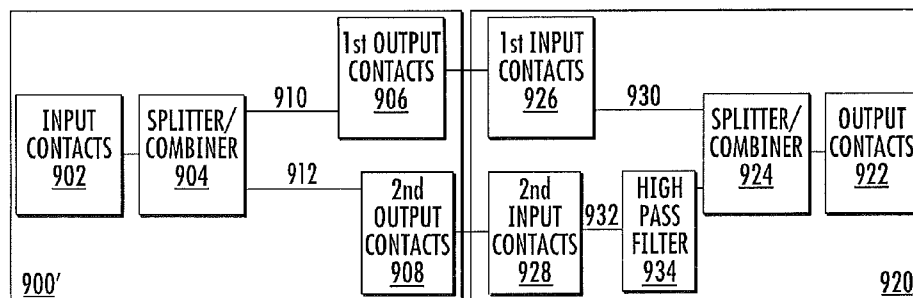 INPUT
CONTACTS
902
SPLITTER/
COMBINER
904
910
912
1st OUTPUT
CONTACTS
906
2nd
OUTPUT
CONTACTS
908
900'
1st INPUT
CONTACTS
926
930
2nd
INPUT
CONTACTS
928
932
HIGH
PASS
FILTER
934
SPLITTER/
COMBINER
924
OUTPUT
CONTACTS
922
920